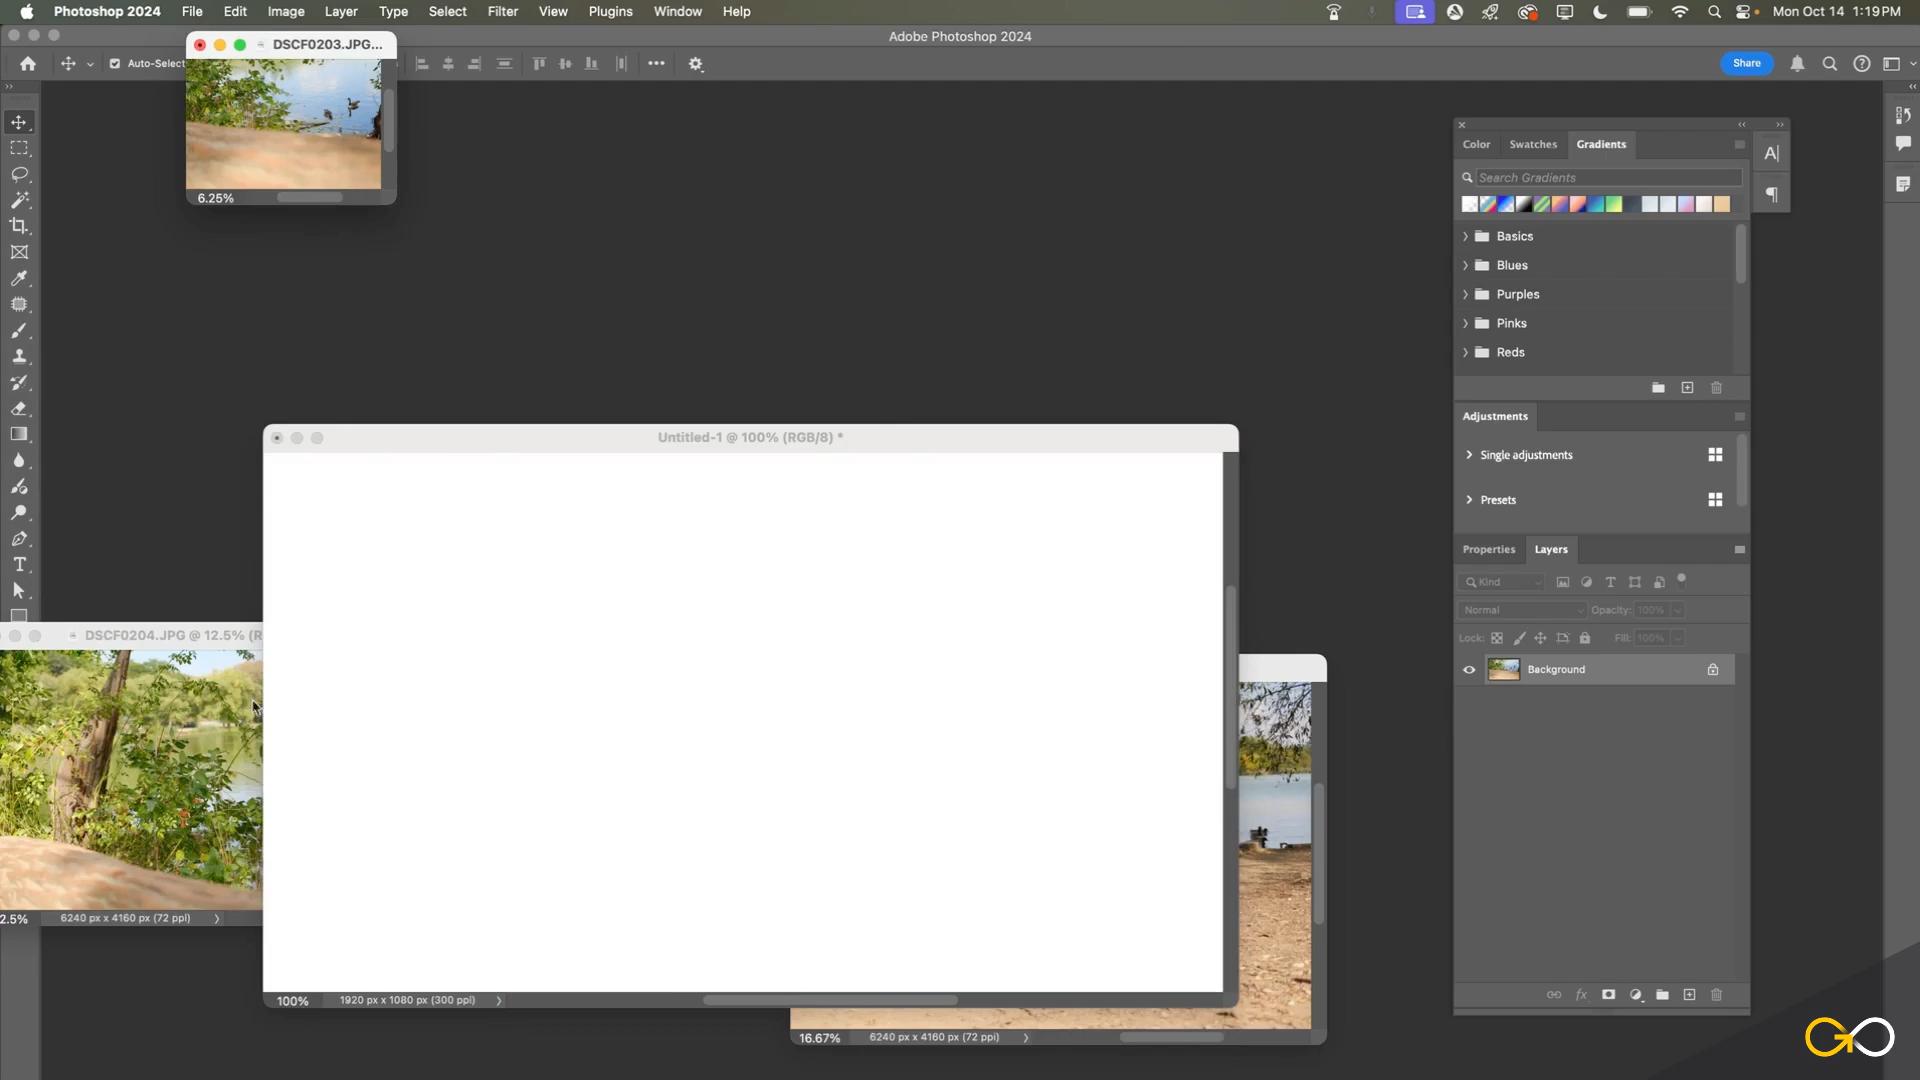 Photoshop 2024 File Edit Image Layer Type Select Filter View Plugins Window Help Mon Oct 14 1:19 PM
Adobe Photoshop 2024
DSCF0203.JPG...
Auto-Select
Share
6.25%
Color Swatches Gradients
Search Gradients
Basics
Blues
Purples
Pinks
Reds
Adjustments
Single adjustments
Presets
Untitled-1 @ 100% (RGB/8) *
Properties Layers
Kind
Normal Opacity: 100%
Lock: Fill: 100%
Background
DSCF0204.JPG @ 12.5% (R
2.5% 6240 px x 4160 px (72 ppi)
100% 1920 px x 1080 px (300 ppi)
16.67% 6240 px x 4160 px (72 ppi)